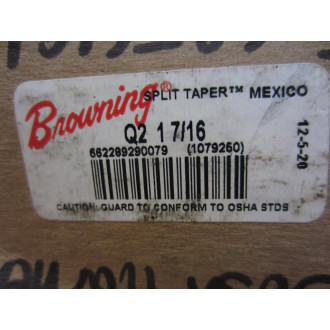 Browning® SPLIT TAPER™ MEXICO
Q2 1 7/16
662289290079 (1079260)
CAUTION: GUARD TO CONFORM TO OSHA STDS
12-5-20